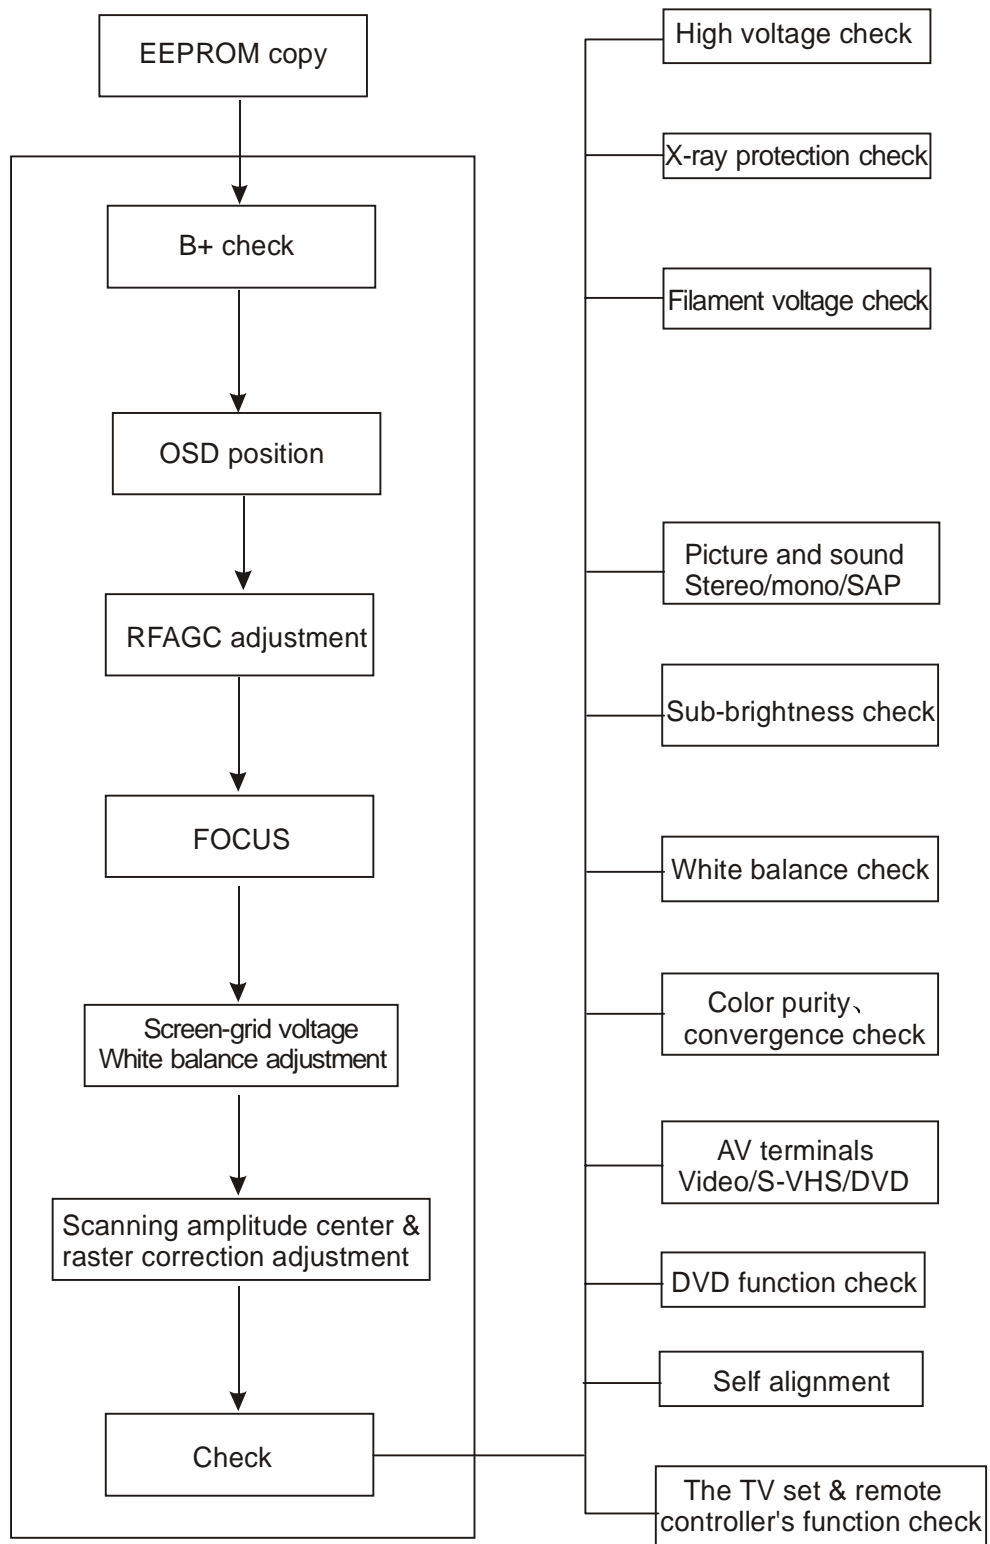 EEPROM copy
B+ check
OSD position
RFAGC adjustment
FOCUS
Screen-grid voltage
White balance adjustment
Scanning amplitude center &
raster correction adjustment
Check
High voltage check
X-ray protection check
Filament voltage check
Picture and sound
Stereo/mono/SAP
Sub-brightness check
White balance check
Color purity、
convergence check
AV terminals
Video/S-VHS/DVD
DVD function check
Self alignment
The TV set & remote
controller's function check